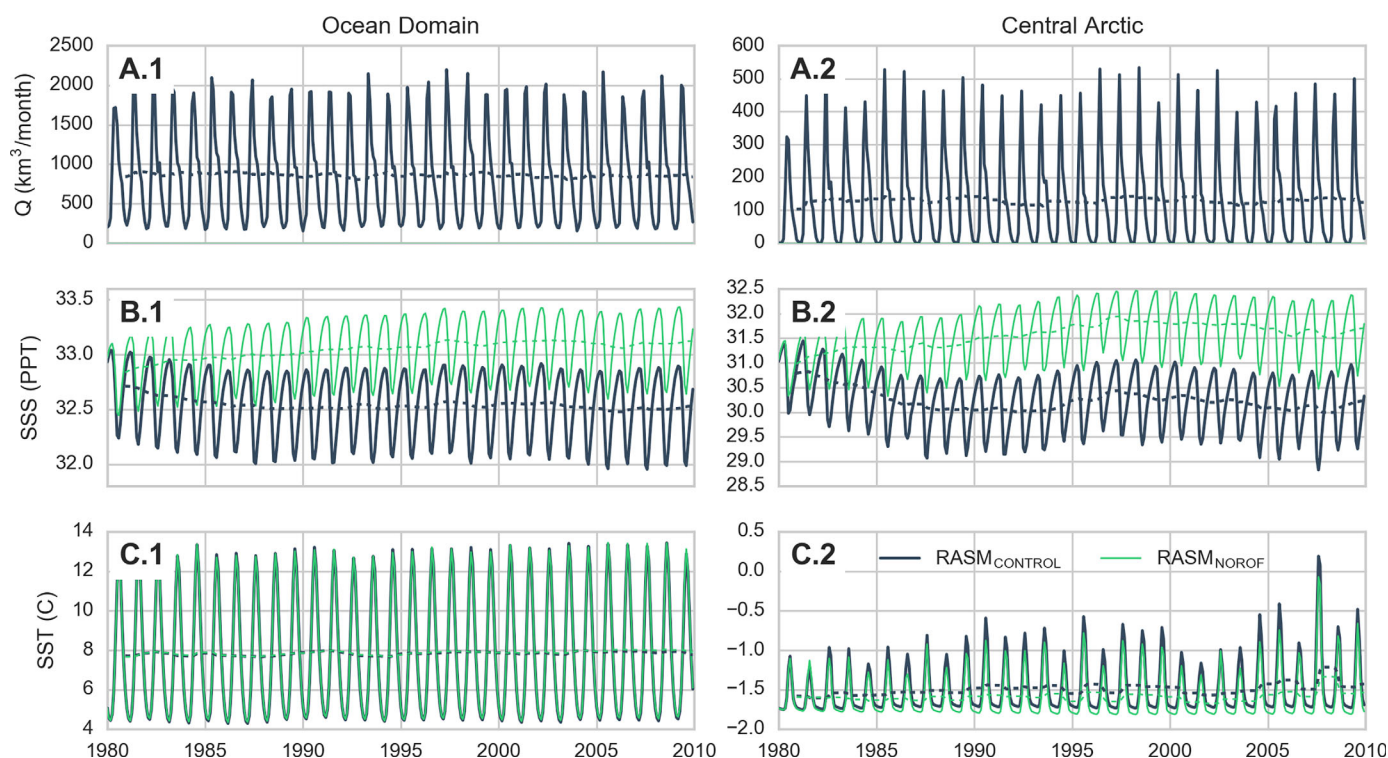 Ocean Domain
Central Arctic
A.1
2500
2000
1500
1000
500
0
Q (km³/month)
A.2
600
500
400
300
200
100
0
B.1
33.5
33.0
32.5
32.0
SSS (PPT)
B.2
32.5
32.0
31.5
31.0
30.5
30.0
29.5
29.0
28.5
C.1
14
12
10
8
6
4
SST (C)
1980 1985 1990 1995 2000 2005 2010
C.2
RASM_CONTROL RASM_NOROF
0.5
0.0
−0.5
−1.0
−1.5
−2.0
1980 1985 1990 1995 2000 2005 2010